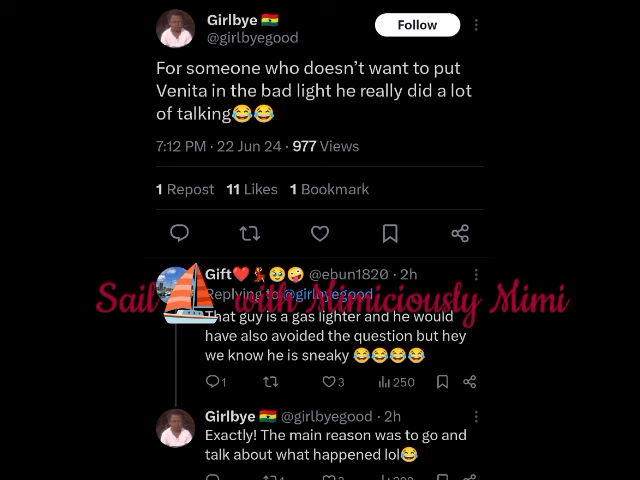 Girlbye 🇬🇭
@girlbyegood
Follow
For someone who doesn’t want to put
Venita in the bad light he really did a lot
of talking😂😂
7:12 PM · 22 Jun 24 · 977 Views
1 Repost 11 Likes 1 Bookmark
Gift❤️💃🥹🤪 @ebun1820 · 2h
Replying to @girlbyegood
Sail with Mimiciously Mimi
That guy is a gas lighter and he would
have also avoided the question but hey
we know he is sneaky 😂😂😂😂
1 3 250
Girlbye 🇬🇭 @girlbyegood · 2h
Exactly! The main reason was to go and
talk about what happened lol😂